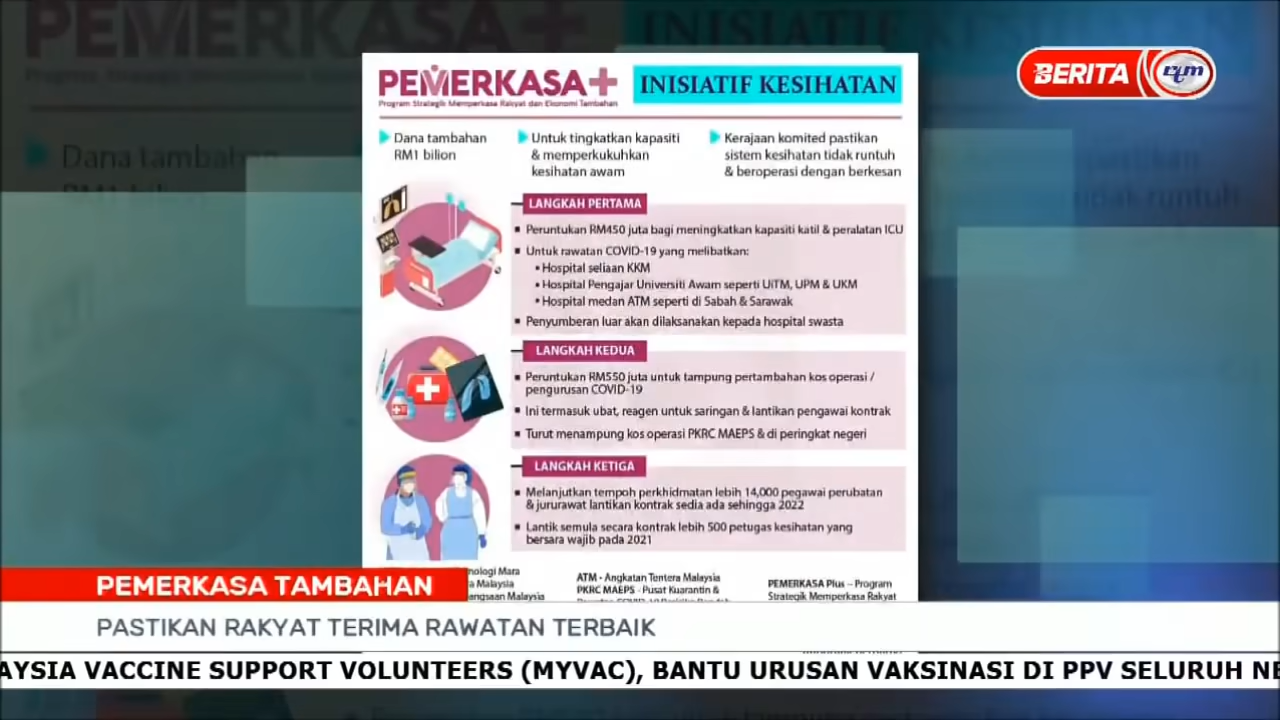 PEMERKASA+
Program Strategik Memperkasa Rakyat dan Ekonomi Tambahan
INISIATIF KESIHATAN
BERITA rtm
Dana tambahan
RM1 bilion
Untuk tingkatkan kapasiti
& memperkukuhkan
kesihatan awam
Kerajaan komited pastikan
sistem kesihatan tidak runtuh
& beroperasi dengan berkesan
LANGKAH PERTAMA
▪ Peruntukan RM450 juta bagi meningkatkan kapasiti katil & peralatan ICU
▪ Untuk rawatan COVID-19 yang melibatkan:
• Hospital seliaan KKM
• Hospital Pengajar Universiti Awam seperti UiTM, UPM & UKM
• Hospital medan ATM seperti di Sabah & Sarawak
▪ Penyumberan luar akan dilaksanakan kepada hospital swasta
LANGKAH KEDUA
▪ Peruntukan RM550 juta untuk tampung pertambahan kos operasi /
pengurusan COVID-19
▪ Ini termasuk ubat, reagen untuk saringan & lantikan pengawai kontrak
▪ Turut menampung kos operasi PKRC MAEPS & di peringkat negeri
LANGKAH KETIGA
▪ Melanjutkan tempoh perkhidmatan lebih 14,000 pegawai perubatan
& jururawat lantikan kontrak sedia ada sehingga 2022
▪ Lantik semula secara kontrak lebih 500 petugas kesihatan yang
bersara wajib pada 2021
nologi Mara
a Malaysia
angsaan Malaysia
ATM - Angkatan Tentera Malaysia
PKRC MAEPS - Pusat Kuarantin &
PEMERKASA Plus – Program
Strategik Memperkasa Rakyat
PEMERKASA TAMBAHAN
PASTIKAN RAKYAT TERIMA RAWATAN TERBAIK
AYSIA VACCINE SUPPORT VOLUNTEERS (MYVAC), BANTU URUSAN VAKSINASI DI PPV SELURUH NE